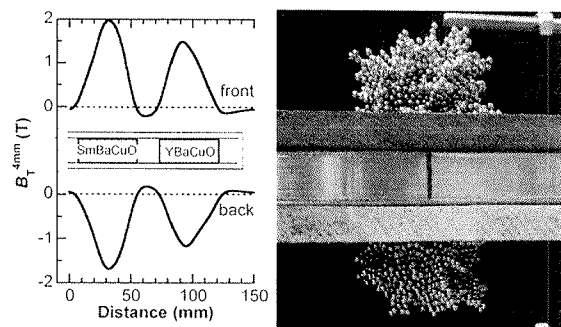 2
1
0
front
SmBaCuO
YBaCuO
B_T^4mm (T)
0
-1
-2
back
0
50
100
150
Distance (mm)